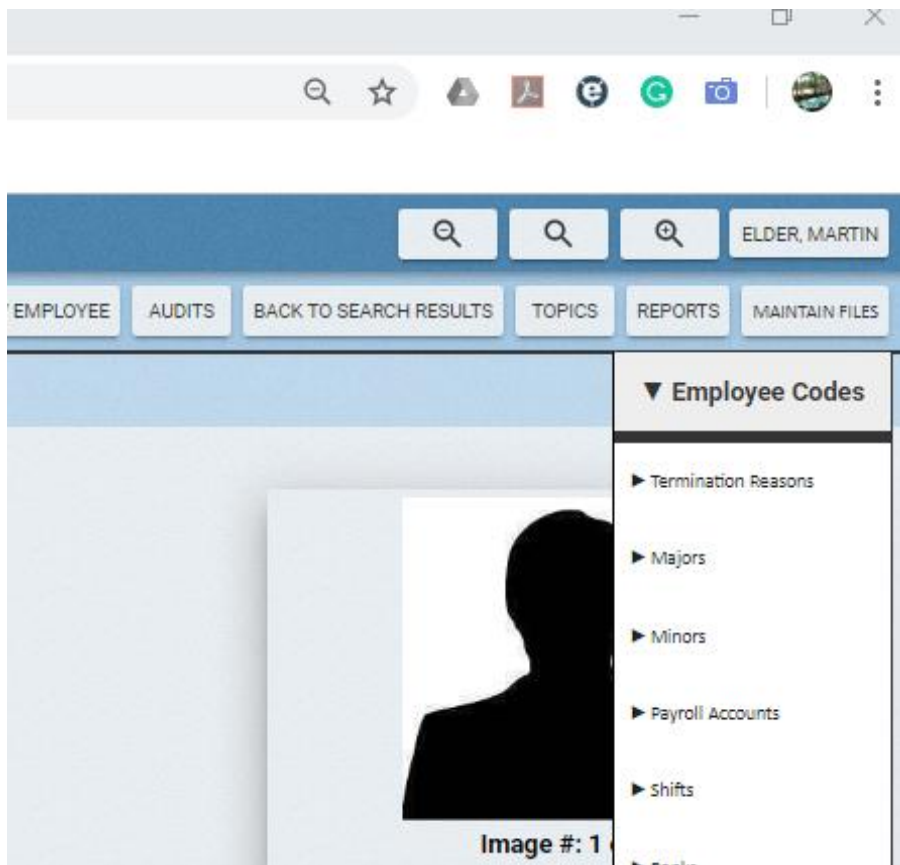 ELDER, MARTIN
EMPLOYEE AUDITS BACK TO SEARCH RESULTS TOPICS REPORTS MAINTAIN FILES
▼ Employee Codes
► Termination Reasons
► Majors
► Minors
► Payroll Accounts
► Shifts
Image #: 1